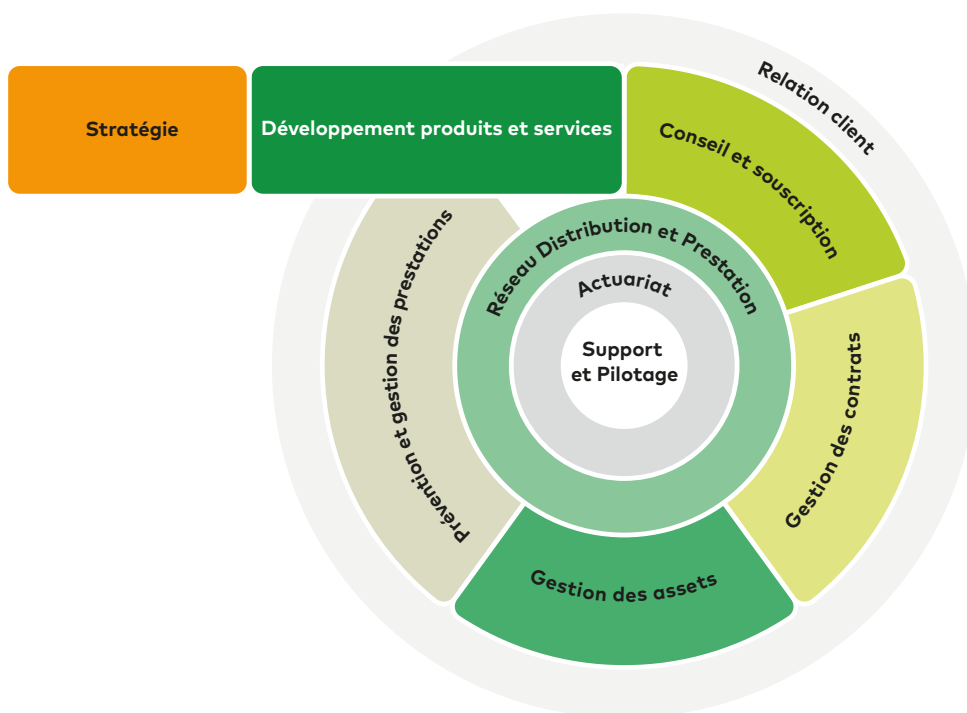 Stratégie
Développement produits et services
Relation client
Conseil et souscription
Réseau Distribution et Prestation
Actuariat
Support
et Pilotage
Prévention et gestion des prestations
Gestion des contrats
Gestion des assets